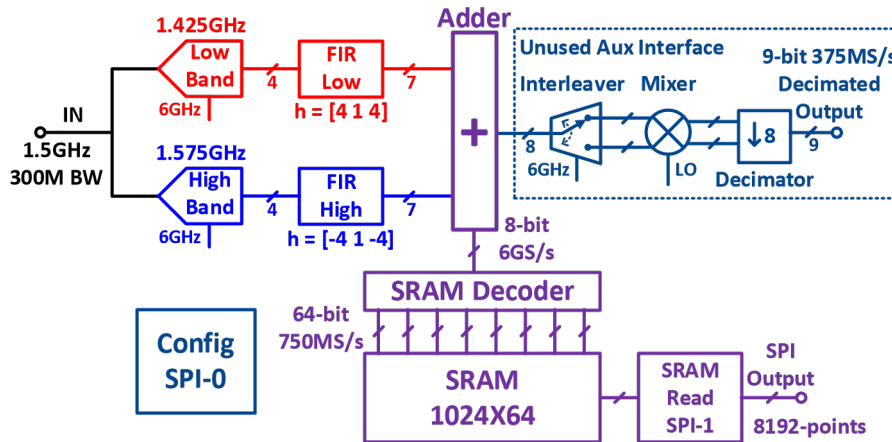 1.425GHz
Low
Band
6GHz
4
FIR
Low
7
h = [4 1 4]
IN
1.5GHz
300M BW
1.575GHz
High
Band
6GHz
4
FIR
High
7
h = [-4 1 -4]
Adder
+
8-bit
6GS/s
Unused Aux Interface
Interleaver
Mixer
9-bit 375MS/s
Decimated
Output
8
6GHz
LO
↓8
9
Decimator
SRAM Decoder
64-bit
750MS/s
SRAM
1024X64
SRAM
Read
SPI-1
SPI
Output
8192-points
Config
SPI-0